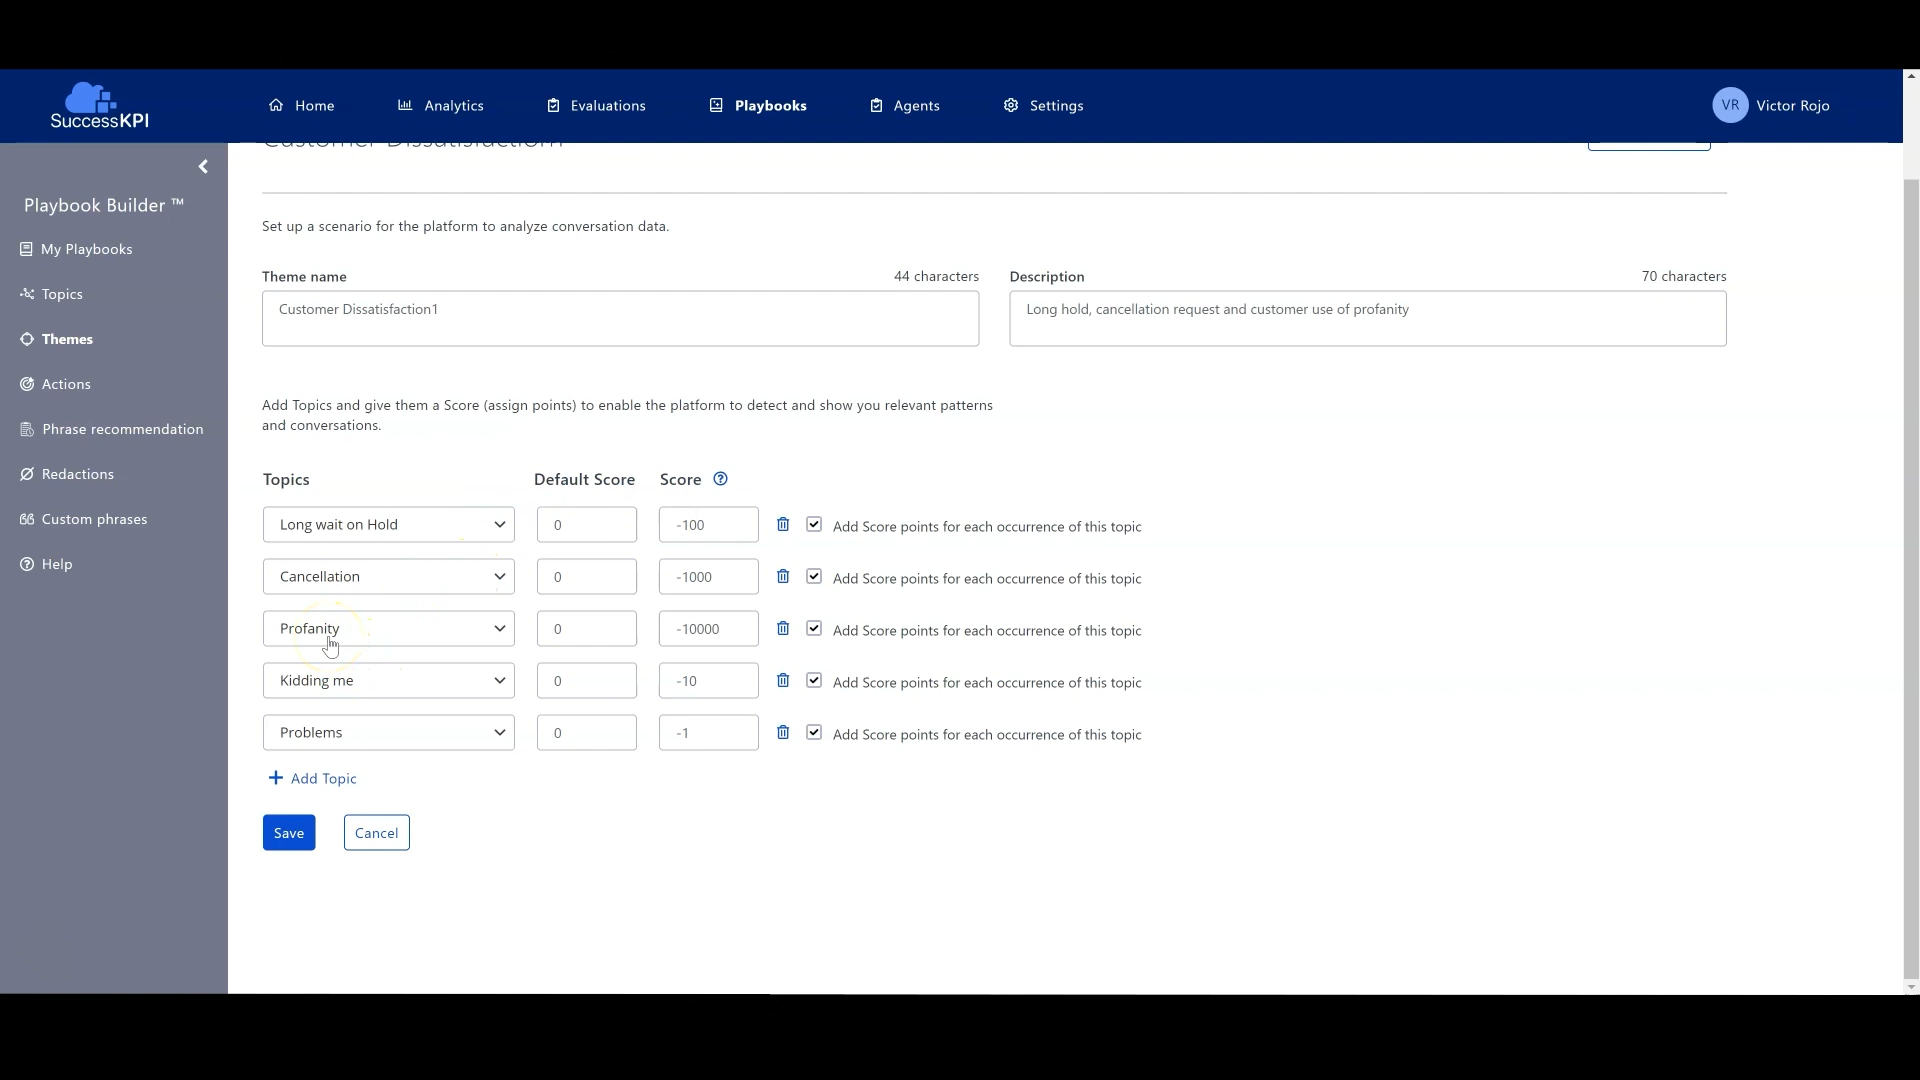 SuccessKPI
Home
Analytics
Evaluations
Playbooks
Agents
Settings
VR
Victor Rojo
Playbook Builder ™
My Playbooks
Topics
Themes
Actions
Phrase recommendation
Redactions
Custom phrases
Help
Set up a scenario for the platform to analyze conversation data.
Theme name
44 characters
Customer Dissatisfaction1
Description
70 characters
Long hold, cancellation request and customer use of profanity
Add Topics and give them a Score (assign points) to enable the platform to detect and show you relevant patterns
and conversations.
Topics Default Score Score
Long wait on Hold 0 -100 Add Score points for each occurrence of this topic
Cancellation 0 -1000 Add Score points for each occurrence of this topic
Profanity 0 -10000 Add Score points for each occurrence of this topic
Kidding me 0 -10 Add Score points for each occurrence of this topic
Problems 0 -1 Add Score points for each occurrence of this topic
Add Topic
Save
Cancel